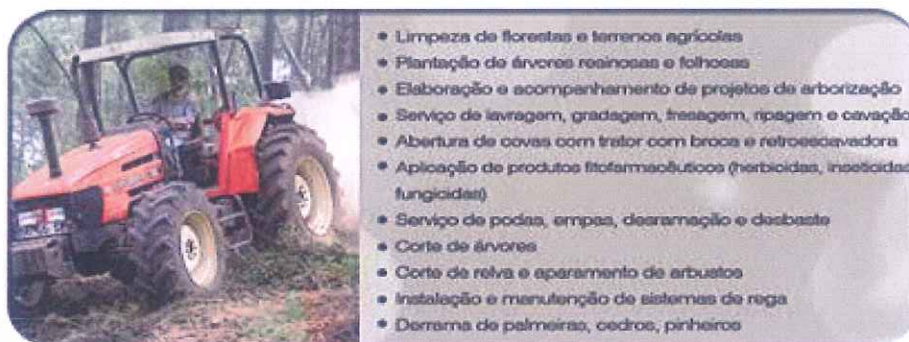 • Limpeza de florestas e terrenos agrícolas
• Plantação de árvores resinosas e folhosas
• Elaboração e acompanhamento de projetos de arborização
• Serviço de lavragem, gradagem, fresagem, ripagem e cavação
• Abertura de covas com trator com broca e retroescavadora
• Aplicação de produtos fitofarmacêuticos (herbicidas, inseticidas
fungicidas)
• Serviço de podas, empas, desramação e desbaste
• Corte de árvores
• Corte de relva e aparamento de arbustos
• Instalação e manutenção de sistemas de rega
• Derrama de palmeiras, cedros, pinheiros